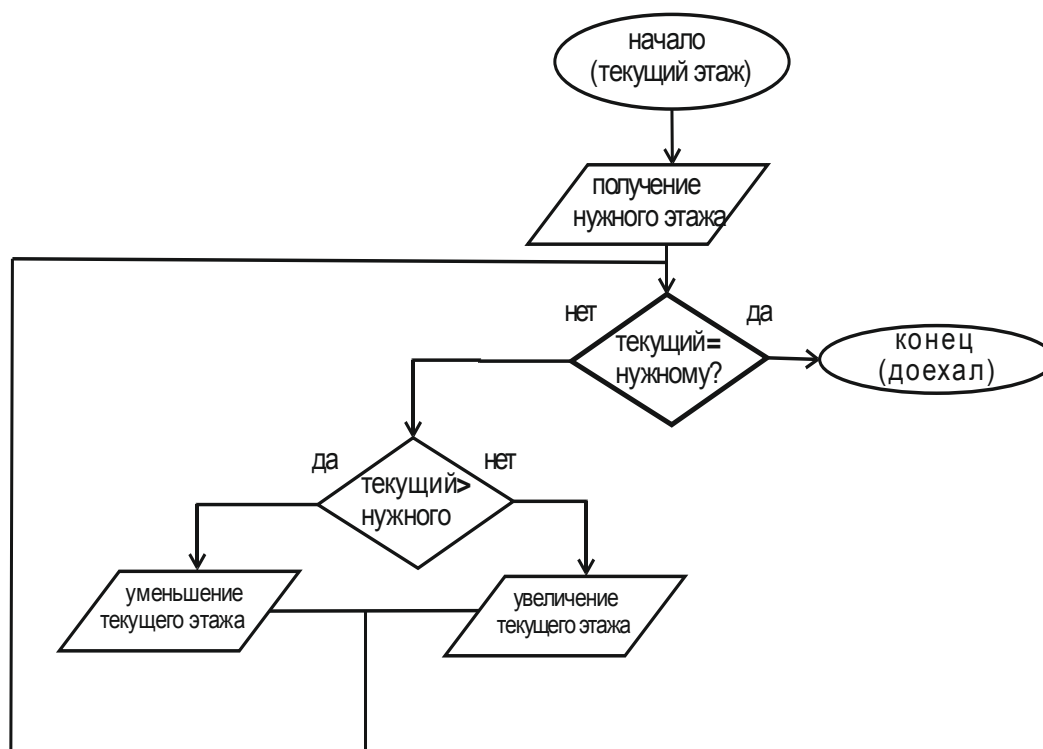 начало
(текущий этаж)
получение
нужного этажа
нет
да
текущий=
нужному?
конец
(доехал)
да
нет
текущий>
нужного
уменьшение
текущего этажа
увеличение
текущего этажа